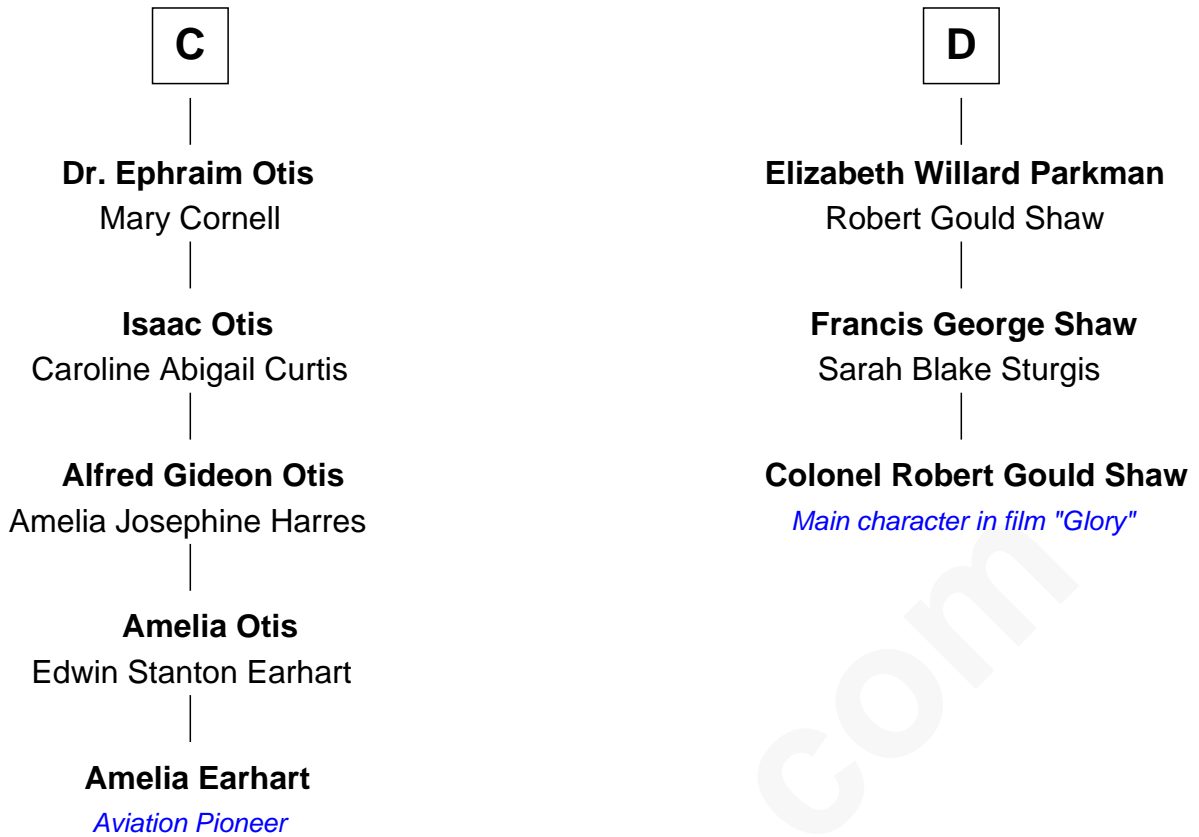 C
Dr. Ephraim Otis
Mary Cornell
Isaac Otis
Caroline Abigail Curtis
Alfred Gideon Otis
Amelia Josephine Harres
Amelia Otis
Edwin Stanton Earhart
Amelia Earhart
Aviation Pioneer
D
Elizabeth Willard Parkman
Robert Gould Shaw
Francis George Shaw
Sarah Blake Sturgis
Colonel Robert Gould Shaw
Main character in film "Glory"
com